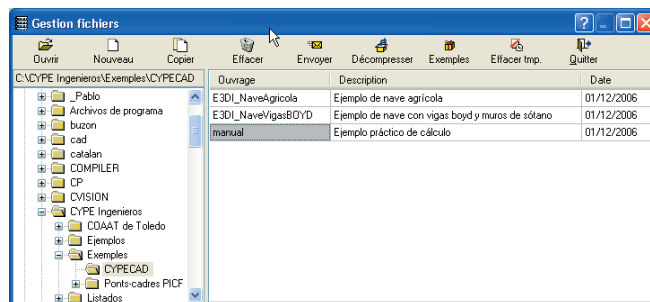 Gestion fichiers
Ouvrir Nouveau Copier Effacer Envoyer Décompresser Exemples Effacer tmp. Quitter
C:\CYPE Ingenieros\Exemples\CYPECAD
Ouvrage Description Date
E3DI_NaveAgricola Ejemplo de nave agrícola 01/12/2006
E3DI_NaveVigasBOYD Ejemplo de nave con vigas boyd y muros de sótano 01/12/2006
manual Ejemplo práctico de cálculo 01/12/2006
_Pablo
Archivos de programa
buzon
cad
catalan
COMPILER
CP
CVISION
CYPE Ingenieros
COAAT de Toledo
Ejemplos
Exemples
CYPECAD
Ponts-cadres PICF
Listados